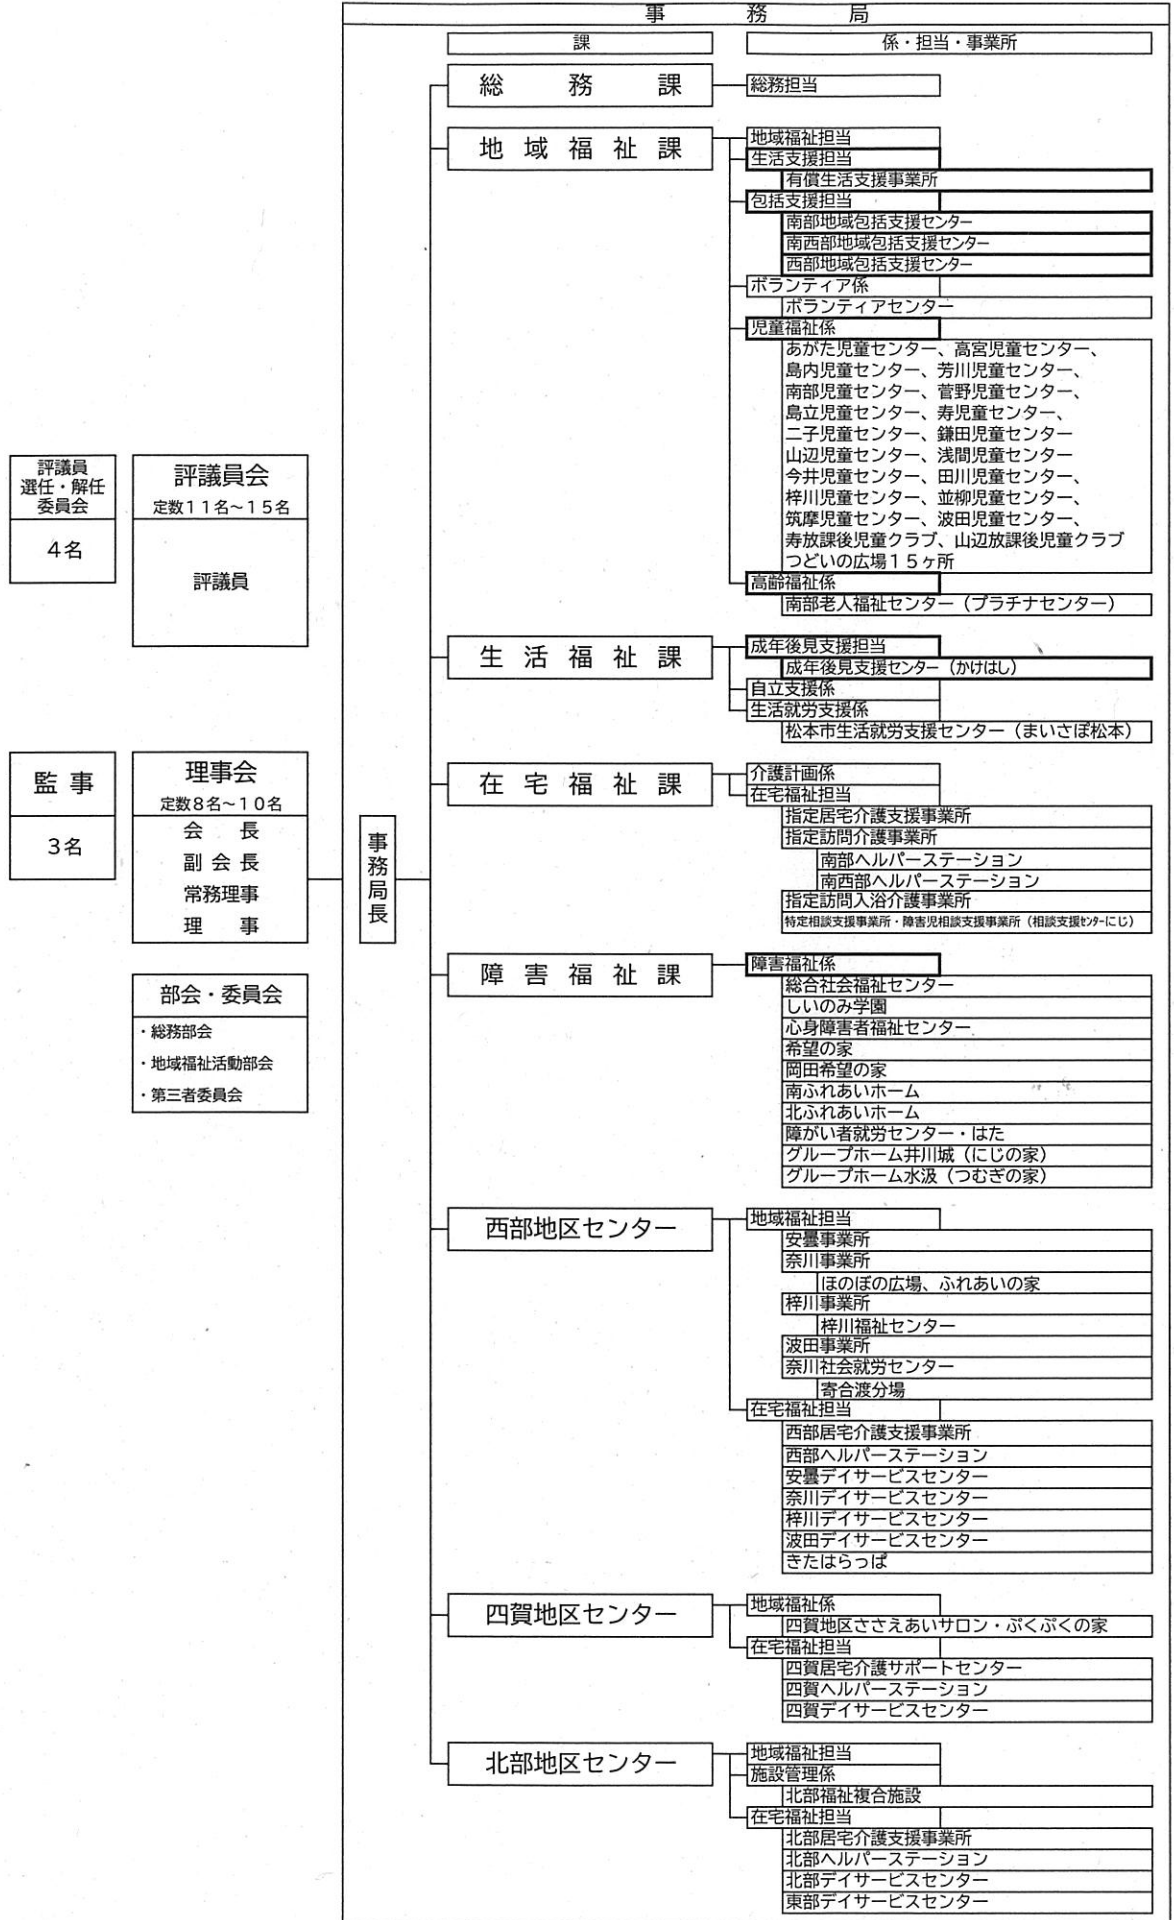 事務局
課
係・担当・事業所
総務課
総務担当
地域福祉課
地域福祉担当
生活支援担当
有償生活支援事業所
包括支援担当
南部地域包括支援センター
南西部地域包括支援センター
西部地域包括支援センター
ボランティア係
ボランティアセンター
児童福祉係
あがた児童センター、高宮児童センター、
島内児童センター、芳川児童センター、
南部児童センター、菅野児童センター、
島立児童センター、寿児童センター、
二子児童センター、鎌田児童センター
山辺児童センター、浅間児童センター
今井児童センター、田川児童センター、
梓川児童センター、並柳児童センター、
筑摩児童センター、波田児童センター、
寿放課後児童クラブ、山辺放課後児童クラブ
つどいの広場15ヶ所
高齢福祉係
南部老人福祉センター（プラチナセンター）
評議員
選任・解任
委員会
4名
評議員会
定数11名～15名
評議員
生活福祉課
成年後見支援担当
成年後見支援センター（かけはし）
自立支援係
生活就労支援係
松本市生活就労支援センター（まいさぽ松本）
監事
3名
理事会
定数8名～10名
会長
副会長
常務理事
理事
事務局長
在宅福祉課
介護計画係
在宅福祉担当
指定居宅介護支援事業所
指定訪問介護事業所
南部ヘルパーステーション
南西部ヘルパーステーション
指定訪問入浴介護事業所
特定相談支援事業所・障害児相談支援事業所（相談支援センターにじ）
部会・委員会
・総務部会
・地域福祉活動部会
・第三者委員会
障害福祉課
障害福祉係
総合社会福祉センター
しいのみ学園
心身障害者福祉センター
希望の家
岡田希望の家
南ふれあいホーム
北ふれあいホーム
障がい者就労センター・はた
グループホーム井川城（にじの家）
グループホーム水汲（つむぎの家）
西部地区センター
地域福祉担当
安曇事業所
奈川事業所
ほのぼの広場、ふれあいの家
梓川事業所
梓川福祉センター
波田事業所
奈川社会就労センター
寄合渡分場
在宅福祉担当
西部居宅介護支援事業所
西部ヘルパーステーション
安曇デイサービスセンター
奈川デイサービスセンター
梓川デイサービスセンター
波田デイサービスセンター
きたはらっぱ
四賀地区センター
地域福祉係
四賀地区ささえあいサロン・ぷくぷくの家
在宅福祉担当
四賀居宅介護サポートセンター
四賀ヘルパーステーション
四賀デイサービスセンター
北部地区センター
地域福祉担当
施設管理係
北部福祉複合施設
在宅福祉担当
北部居宅介護支援事業所
北部ヘルパーステーション
北部デイサービスセンター
東部デイサービスセンター